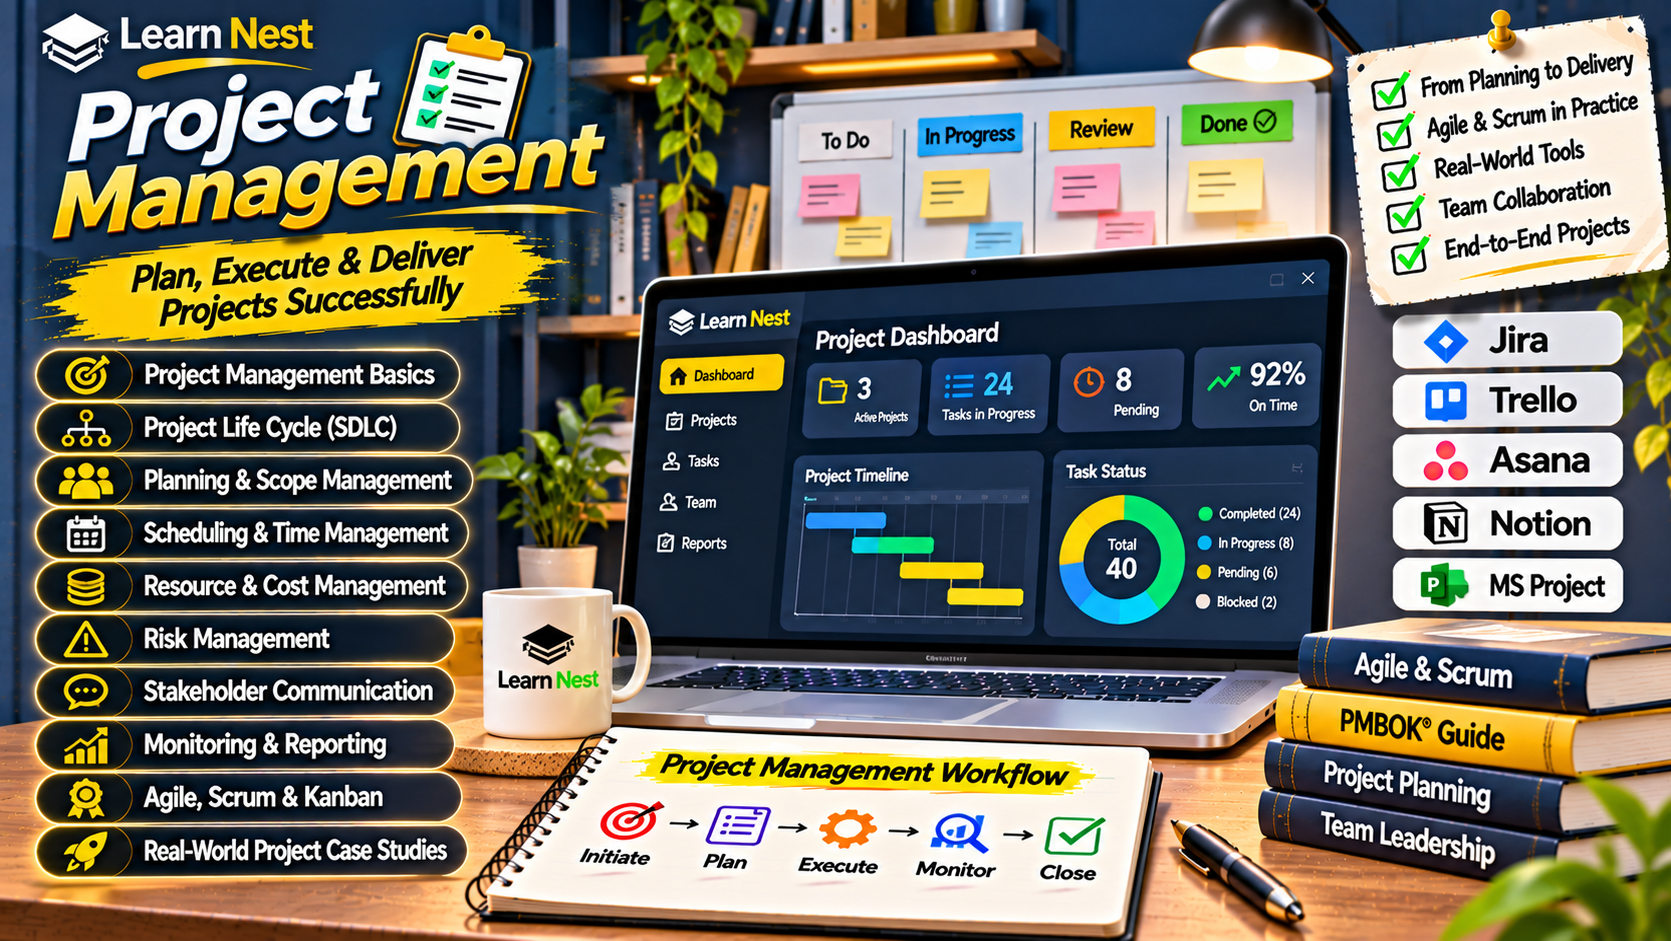 Learn Nest
Project
Management
Plan, Execute & Deliver
Projects Successfully
Project Management Basics
Project Life Cycle (SDLC)
Planning & Scope Management
Scheduling & Time Management
Resource & Cost Management
Risk Management
Stakeholder Communication
Monitoring & Reporting
Agile, Scrum & Kanban
Real-World Project Case Studies
To Do
In Progress
Review
Done
From Planning to Delivery
Agile & Scrum in Practice
Real-World Tools
Team Collaboration
End-to-End Projects
Learn Nest
Dashboard
Projects
Tasks
Team
Reports
Project Dashboard
3
Active Projects
24
Tasks in Progress
8
Pending
92%
On Time
Project Timeline
Task Status
Total
40
Completed (24)
In Progress (8)
Pending (6)
Blocked (2)
Jira
Trello
Asana
Notion
P
MS Project
Learn Nest
Project Management Workflow
Initiate
Plan
Execute
Monitor
Close
Agile & Scrum
PMBOK® Guide
Project Planning
Team Leadership